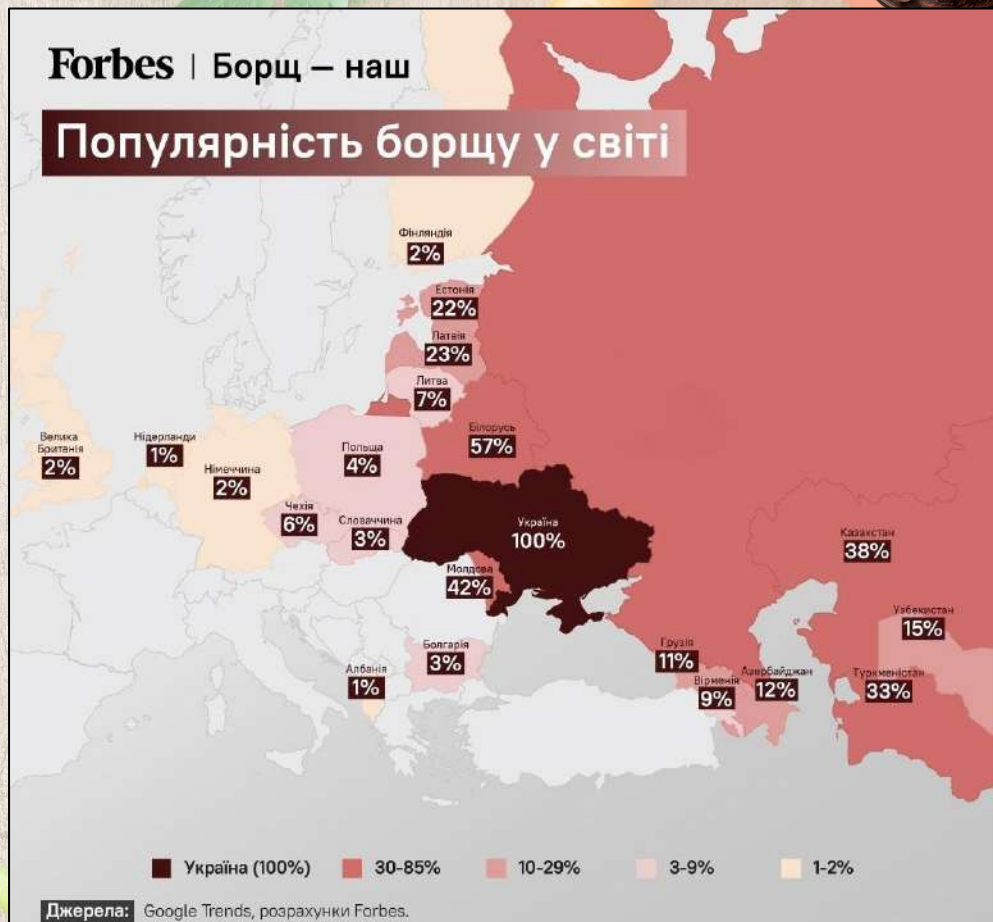 Forbes | Борщ — наш
Популярність борщу у світі
Фінляндія
2%
Естонія
22%
Латвія
23%
Литва
7%
Білорусь
57%
Велика
Британія
2%
Нідерланди
1%
Німеччина
2%
Польща
4%
Чехія
6%
Словаччина
3%
Україна
100%
Молдова
42%
Казахстан
38%
Узбекистан
15%
Болгарія
3%
Албанія
1%
Грузія
11%
Вірменія
9%
Азербайджан
12%
Туркменістан
33%
Україна (100%) 30-85% 10-29% 3-9% 1-2%
Джерела: Google Trends, розрахунки Forbes.